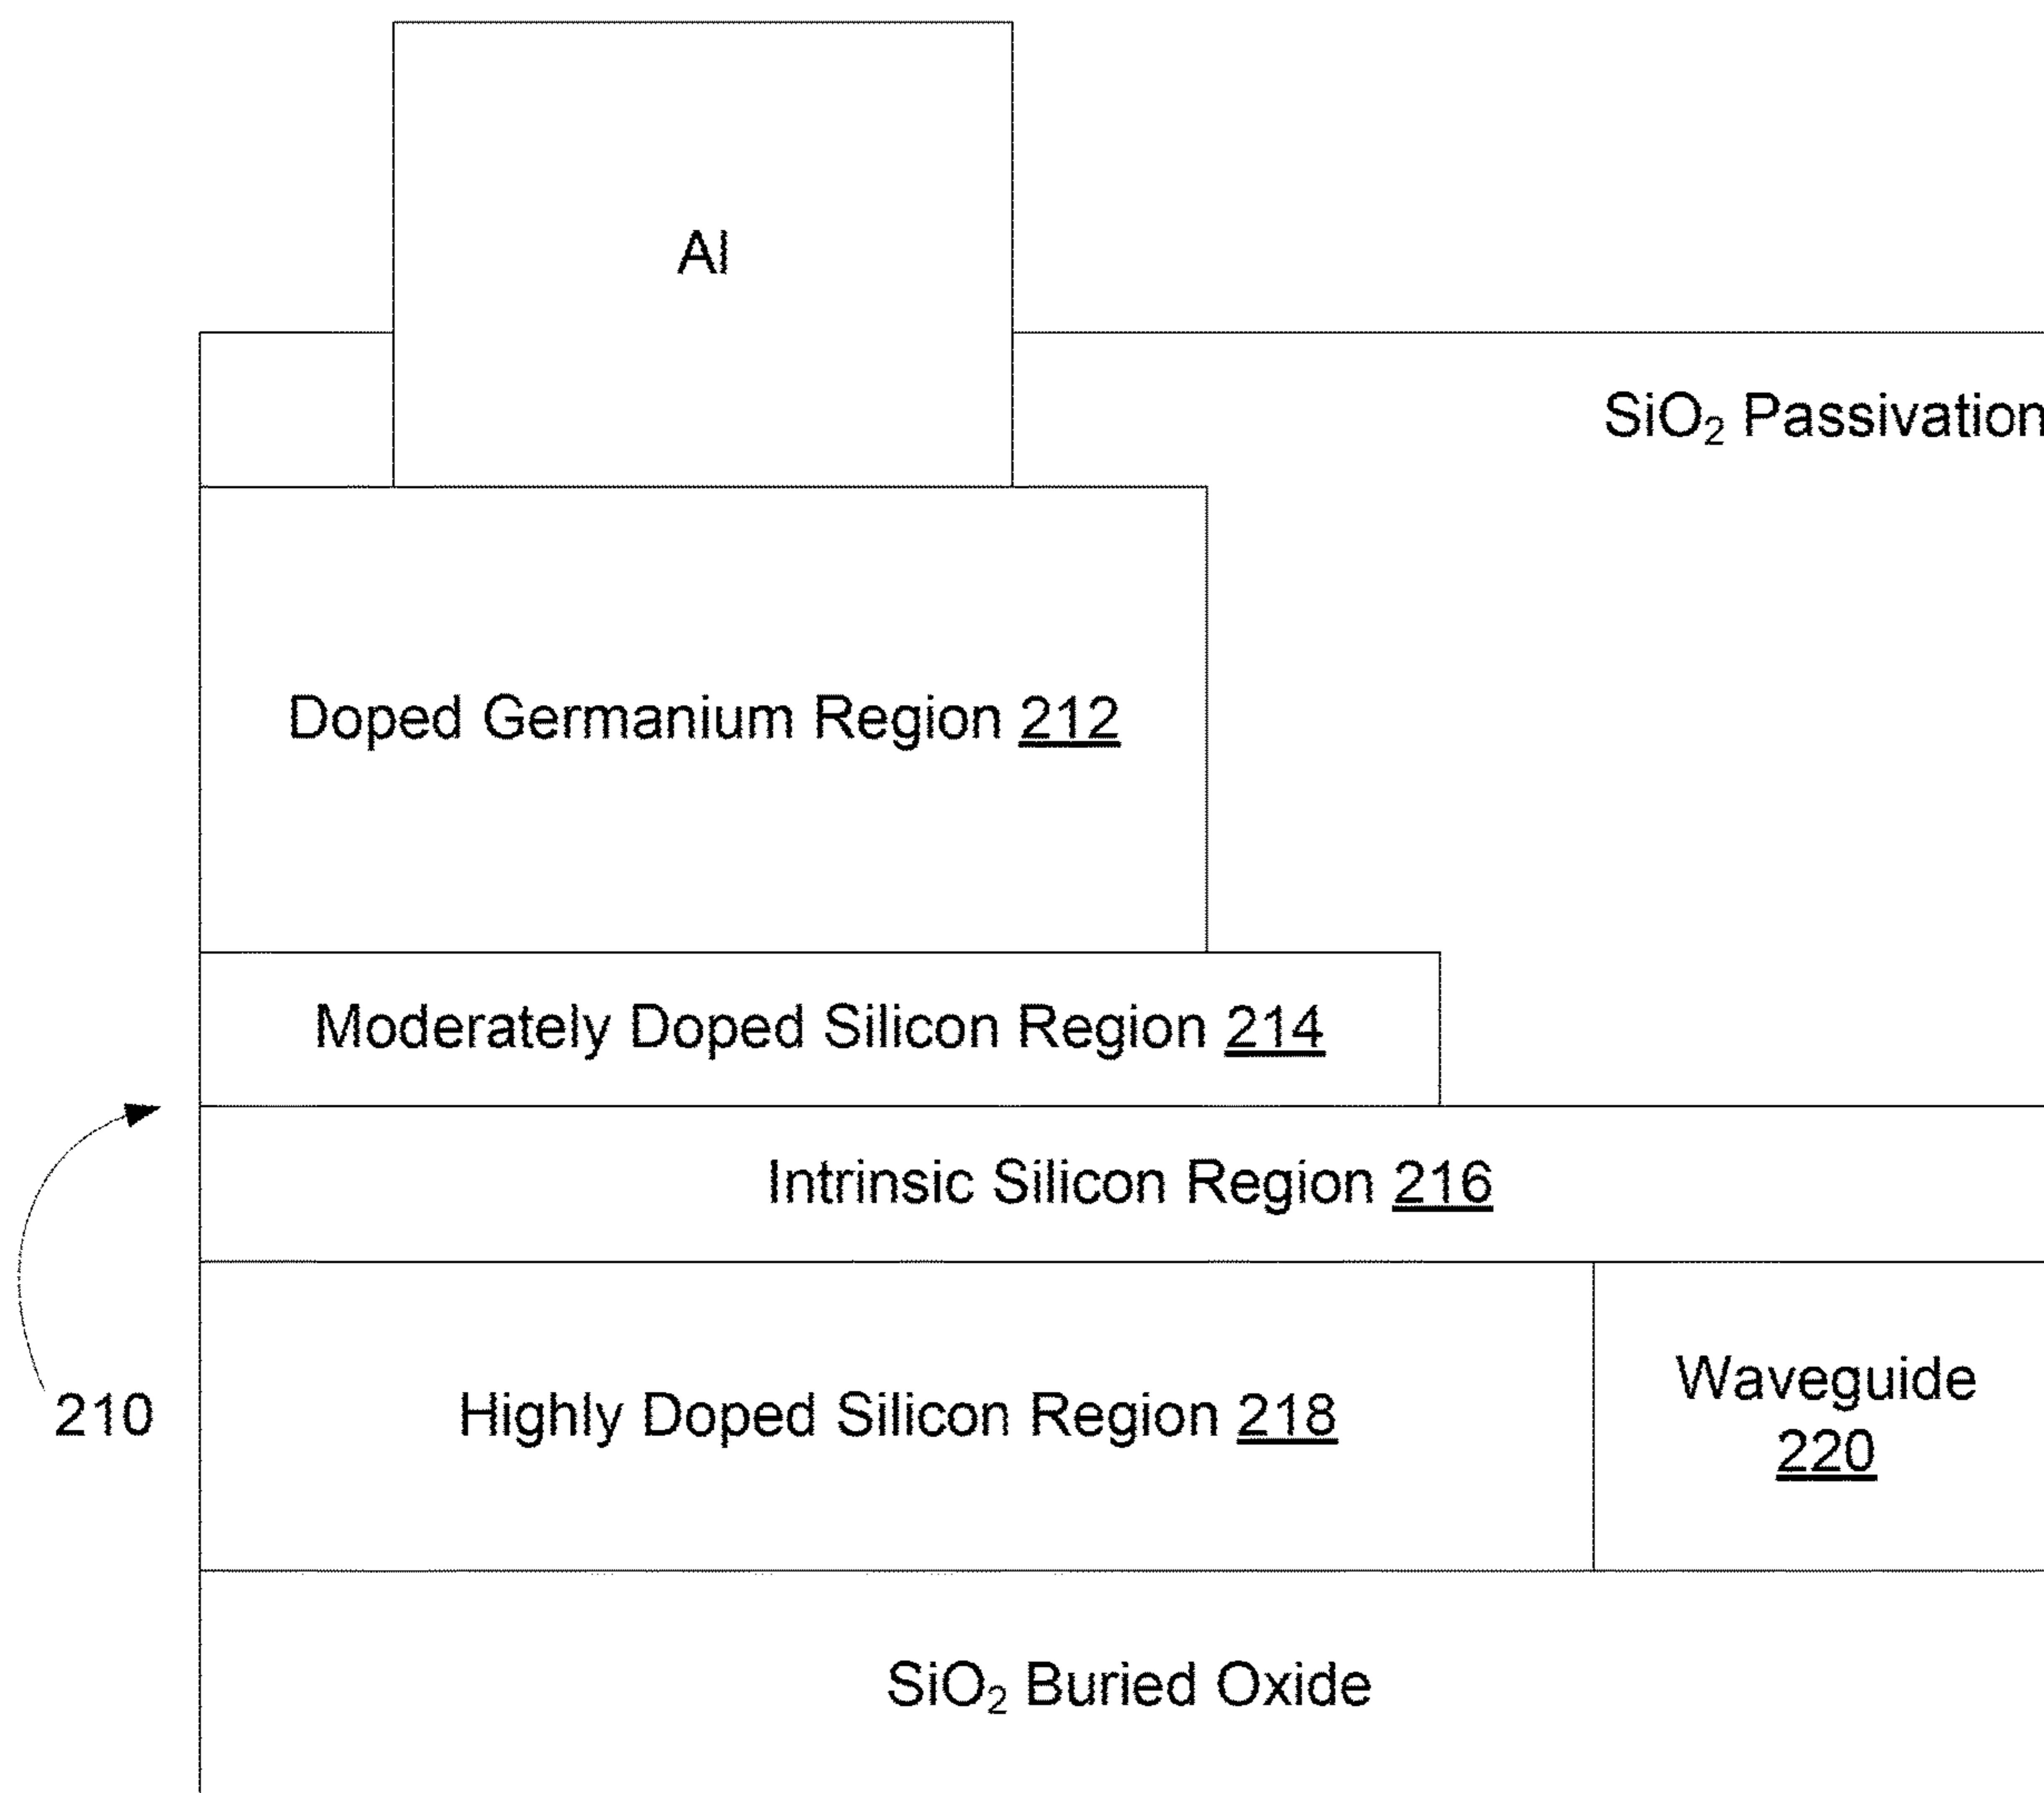 Al
SiO₂ Passivation
Doped Germanium Region 212
Moderately Doped Silicon Region 214
Intrinsic Silicon Region 216
210
Highly Doped Silicon Region 218
Waveguide
220
SiO₂ Buried Oxide